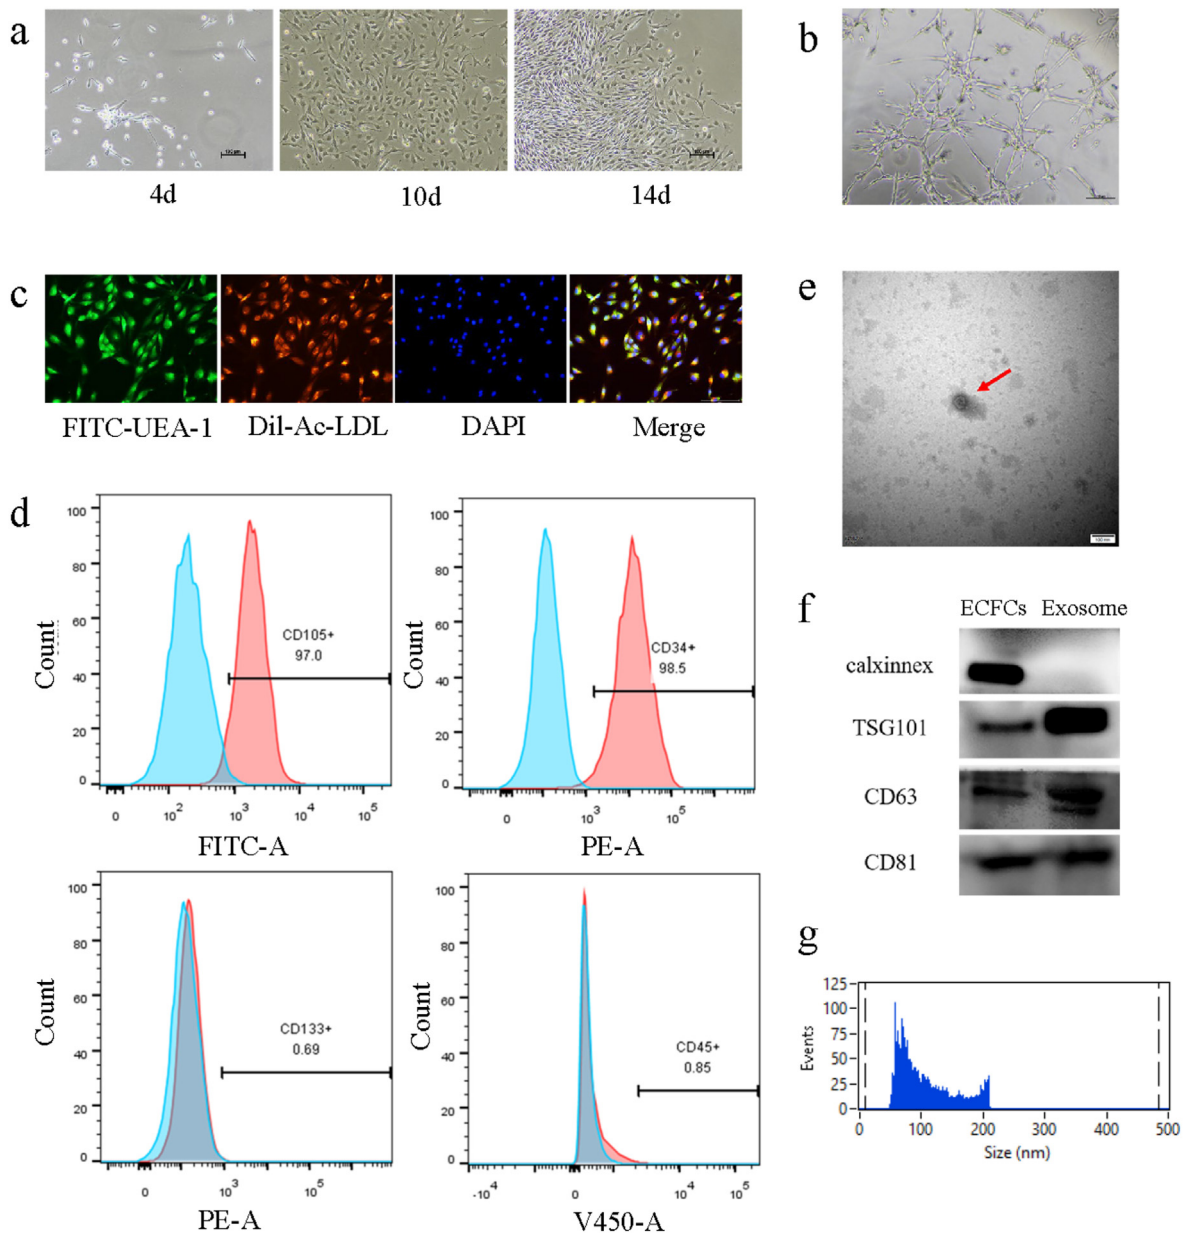 a
b
100μm
4d
10d
14d
c
e
FITC-UEA-1
Dil-Ac-LDL
DAPI
Merge
100 nm
d
100
80
60
40
20
0
Count
CD105+
97.0
0
10^2
10^3
10^4
10^5
FITC-A
100
80
60
40
20
0
Count
CD34+
98.5
0
10^3
10^5
PE-A
100
80
60
40
20
0
Count
CD133+
0.69
0
10^3
10^5
PE-A
100
80
60
40
20
0
Count
CD45+
0.85
-10^4
0
10^4
10^5
V450-A
f
ECFCs Exosome
calxinnex
TSG101
CD63
CD81
g
125
100
75
50
25
0
Events
0 100 200 300 400 500
Size (nm)